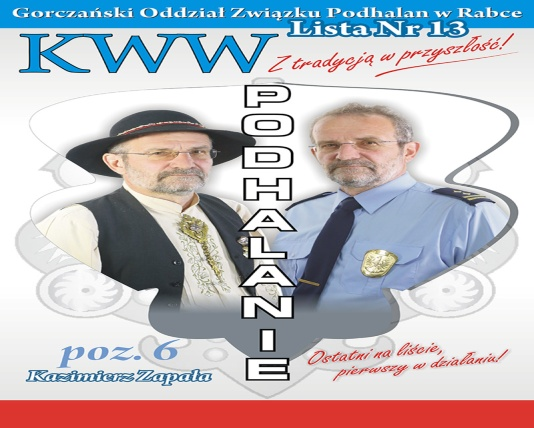 Gorczański Oddział Związku Podhalan w Rabce
Lista Nr 13
KWW
Z tradycją w przyszłość!
PODHALANIE
poz. 6
Kazimierz Zapała
Ostatni na liście,
pierwszy w działaniu!